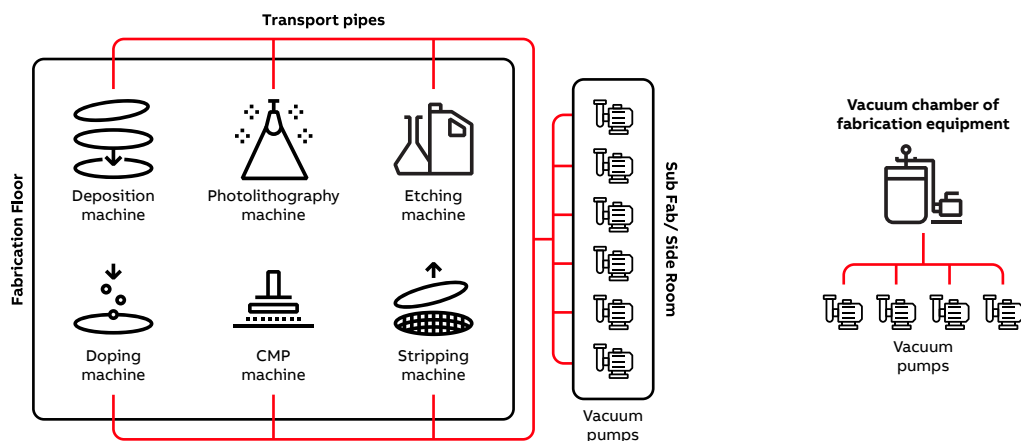 Transport pipes
Fabrication Floor
Deposition
machine
Photolithography
machine
Etching
machine
Doping
machine
CMP
machine
Stripping
machine
Sub Fab/ Side Room
Vacuum
pumps
Vacuum chamber of
fabrication equipment
Vacuum
pumps